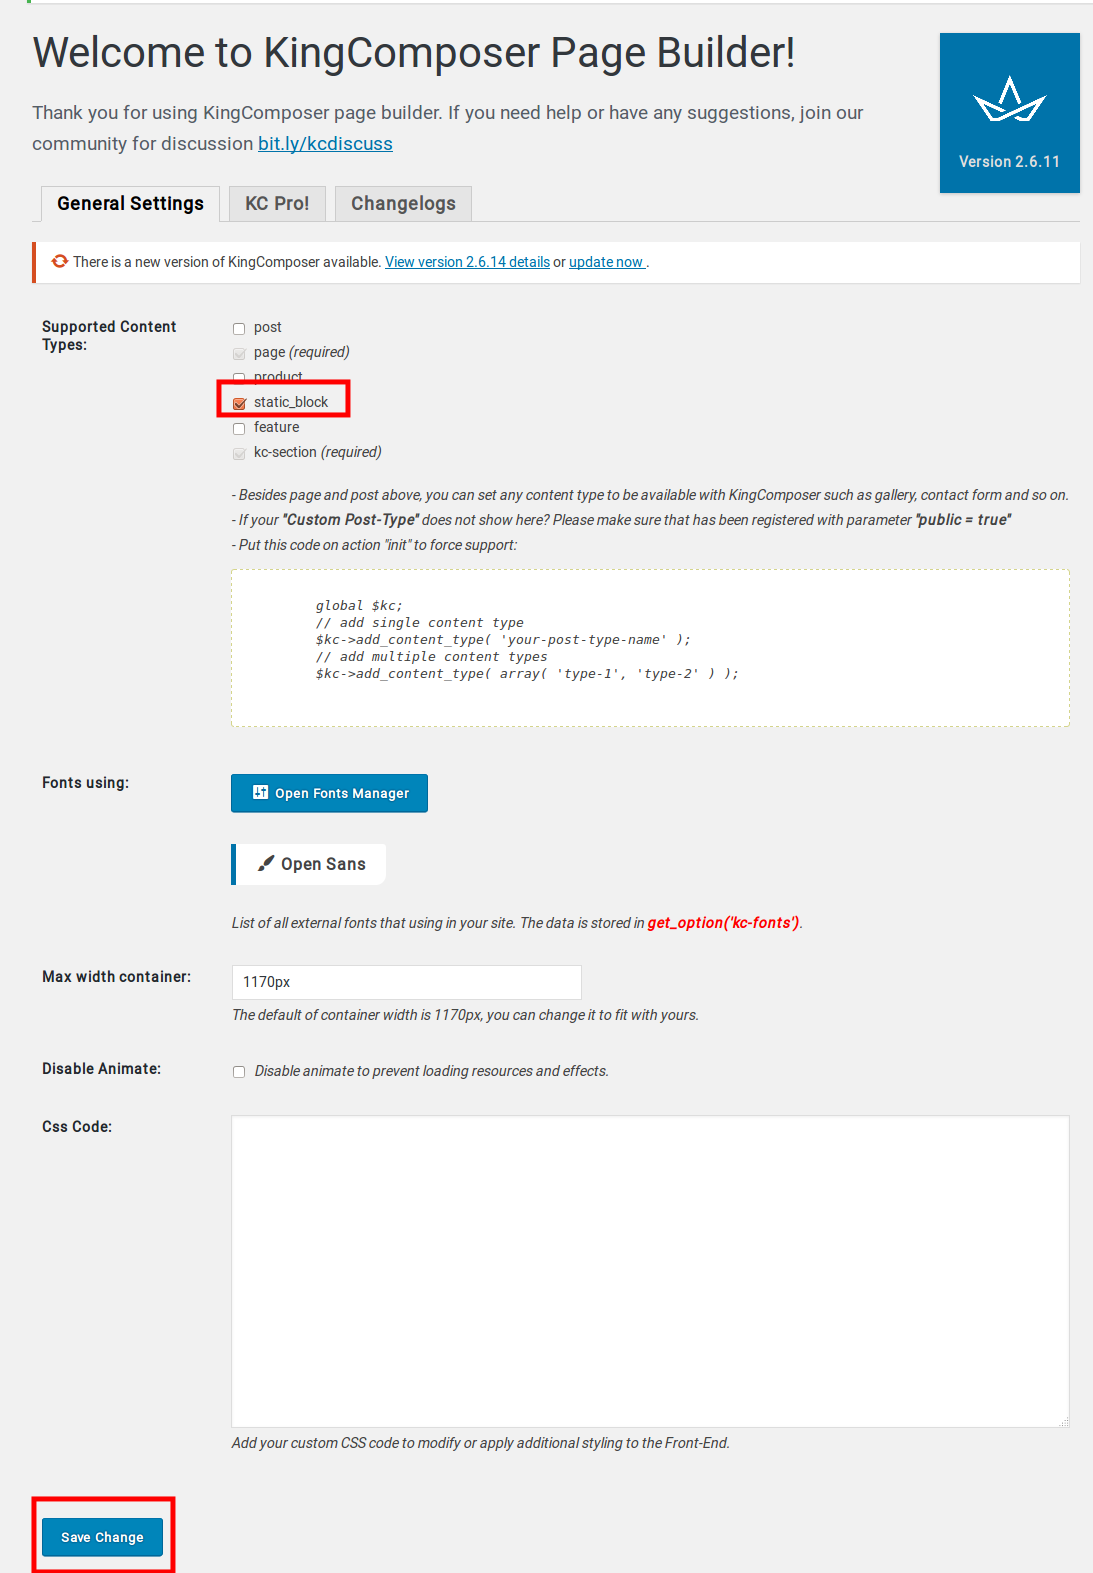 Welcome to KingComposer Page Builder!
Thank you for using KingComposer page builder. If you need help or have any suggestions, join our
community for discussion bit.ly/kcdiscuss
Version 2.6.11
General Settings
KC Pro!
Changelogs
There is a new version of KingComposer available. View version 2.6.14 details or update now .
Supported Content
Types:
post
page (required)
product
static_block
feature
kc-section (required)
- Besides page and post above, you can set any content type to be available with KingComposer such as gallery, contact form and so on.
- If your "Custom Post-Type" does not show here? Please make sure that has been registered with parameter "public = true"
- Put this code on action "init" to force support:
global $kc;
// add single content type
$kc->add_content_type( 'your-post-type-name' );
// add multiple content types
$kc->add_content_type( array( 'type-1', 'type-2' ) );
Fonts using:
Open Fonts Manager
Open Sans
List of all external fonts that using in your site. The data is stored in get_option('kc-fonts').
Max width container:
1170px
The default of container width is 1170px, you can change it to fit with yours.
Disable Animate:
Disable animate to prevent loading resources and effects.
Css Code:
Add your custom CSS code to modify or apply additional styling to the Front-End.
Save Change